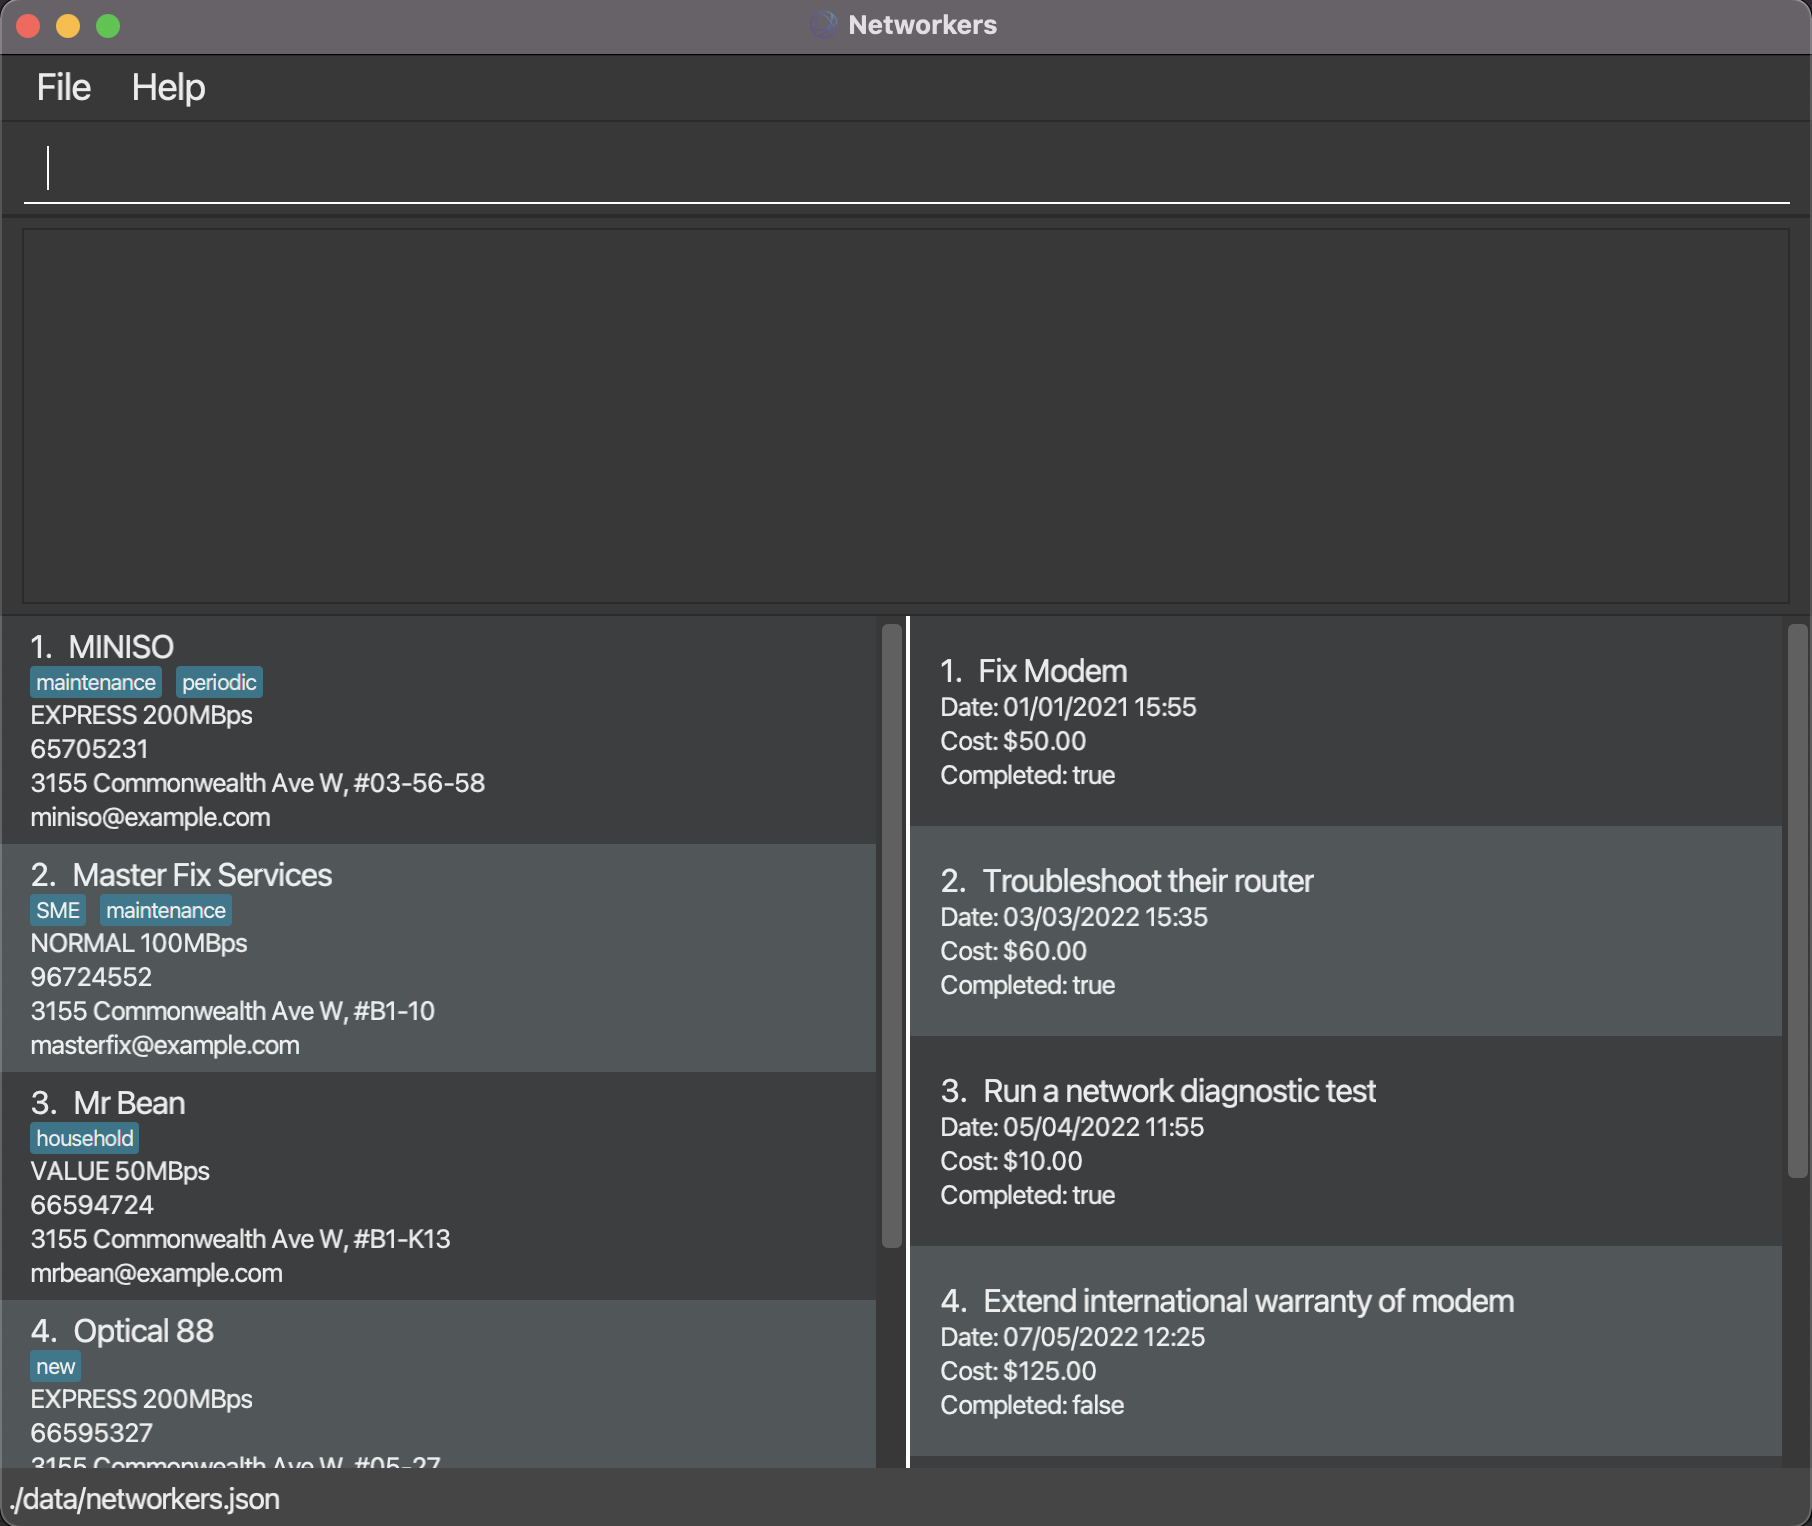 Networkers
File Help
1. MINISO
maintenance periodic
EXPRESS 200MBps
65705231
3155 Commonwealth Ave W, #03-56-58
miniso@example.com
2. Master Fix Services
SME maintenance
NORMAL 100MBps
96724552
3155 Commonwealth Ave W, #B1-10
masterfix@example.com
3. Mr Bean
household
VALUE 50MBps
66594724
3155 Commonwealth Ave W, #B1-K13
mrbean@example.com
4. Optical 88
new
EXPRESS 200MBps
66595327
3155 Commonwealth Ave W, #05-27
1. Fix Modem
Date: 01/01/2021 15:55
Cost: $50.00
Completed: true
2. Troubleshoot their router
Date: 03/03/2022 15:35
Cost: $60.00
Completed: true
3. Run a network diagnostic test
Date: 05/04/2022 11:55
Cost: $10.00
Completed: true
4. Extend international warranty of modem
Date: 07/05/2022 12:25
Cost: $125.00
Completed: false
./data/networkers.json